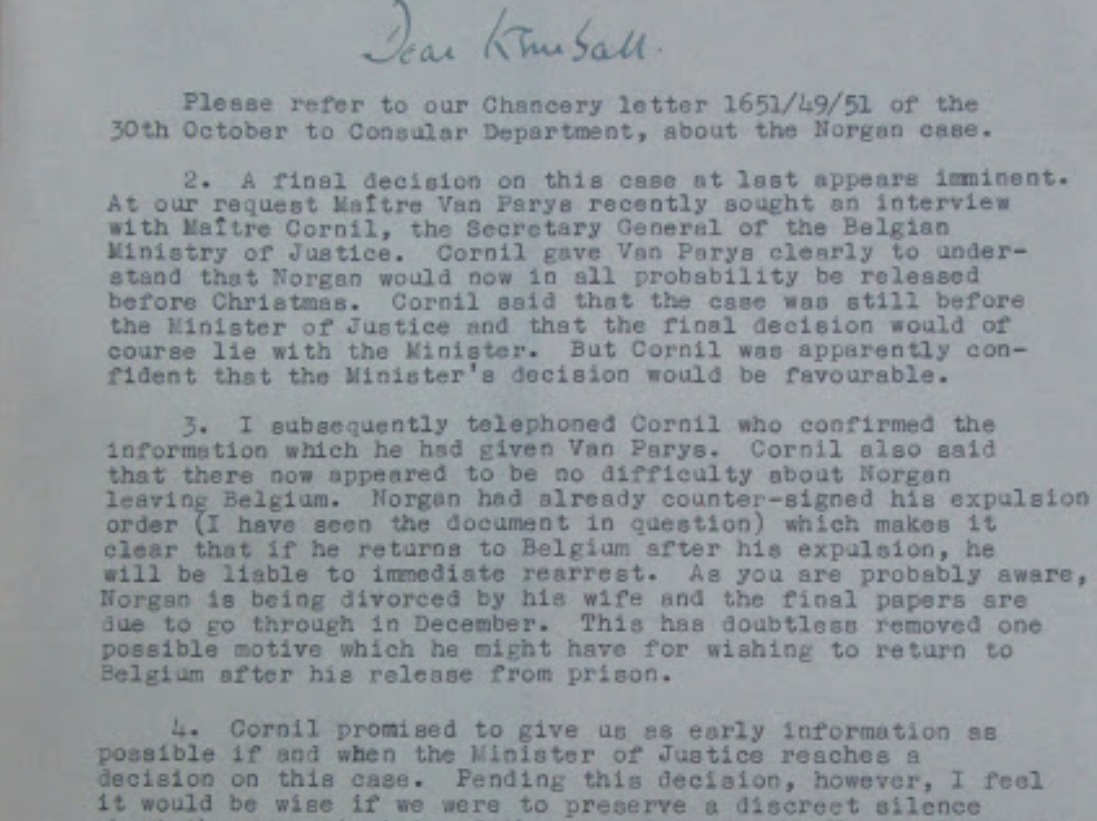 Dear Kimball.
Please refer to our Chancery letter 1651/49/51 of the
30th October to Consular Department, about the Norgan case.
2. A final decision on this case at last appears imminent.
At our request Maître Van Parys recently sought an interview
with Maître Cornil, the Secretary General of the Belgian
Ministry of Justice. Cornil gave Van Parys clearly to under-
stand that Norgan would now in all probability be released
before Christmas. Cornil said that the case was still before
the Minister of Justice and that the final decision would of
course lie with the Minister. But Cornil was apparently con-
fident that the Minister's decision would be favourable.
3. I subsequently telephoned Cornil who confirmed the
information which he had given Van Parys. Cornil also said
that there now appeared to be no difficulty about Norgan
leaving Belgium. Norgan had already counter-signed his expulsion
order (I have seen the document in question) which makes it
clear that if he returns to Belgium after his expulsion, he
will be liable to immediate rearrest. As you are probably aware,
Norgan is being divorced by his wife and the final papers are
due to go through in December. This has doubtless removed one
possible motive which he might have for wishing to return to
Belgium after his release from prison.
4. Cornil promised to give us as early information as
possible if and when the Minister of Justice reaches a
decision on this case. Pending this decision, however, I feel
it would be wise if we were to preserve a discreet silence